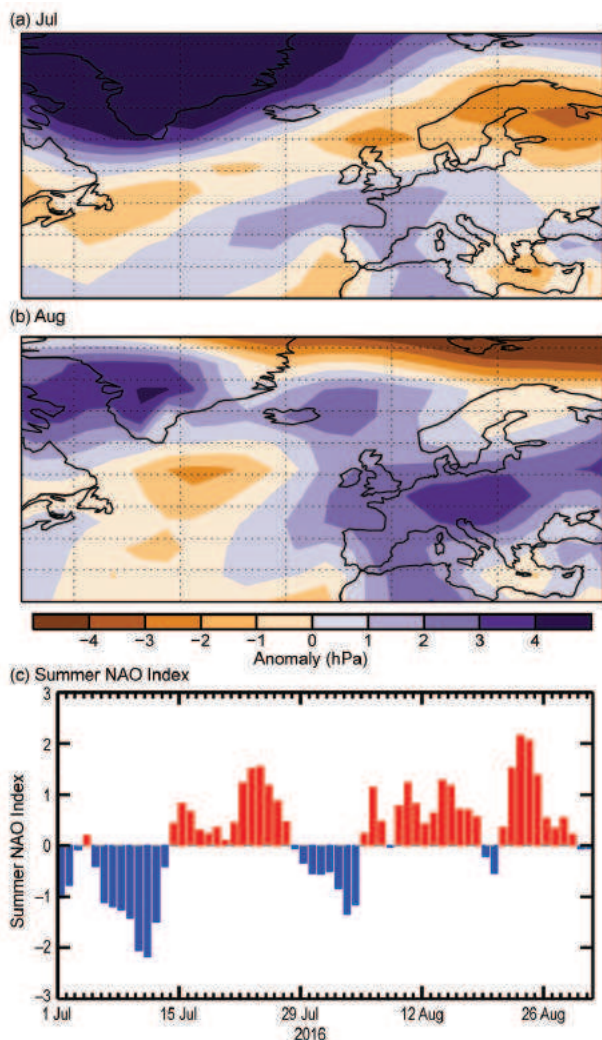 (a) Jul
(b) Aug
−4 −3 −2 −1 0 1 2 3 4
Anomaly (hPa)
(c) Summer NAO Index
3
2
1
0
−1
−2
−3
Summer NAO Index
1 Jul 15 Jul 29 Jul 12 Aug 26 Aug
2016